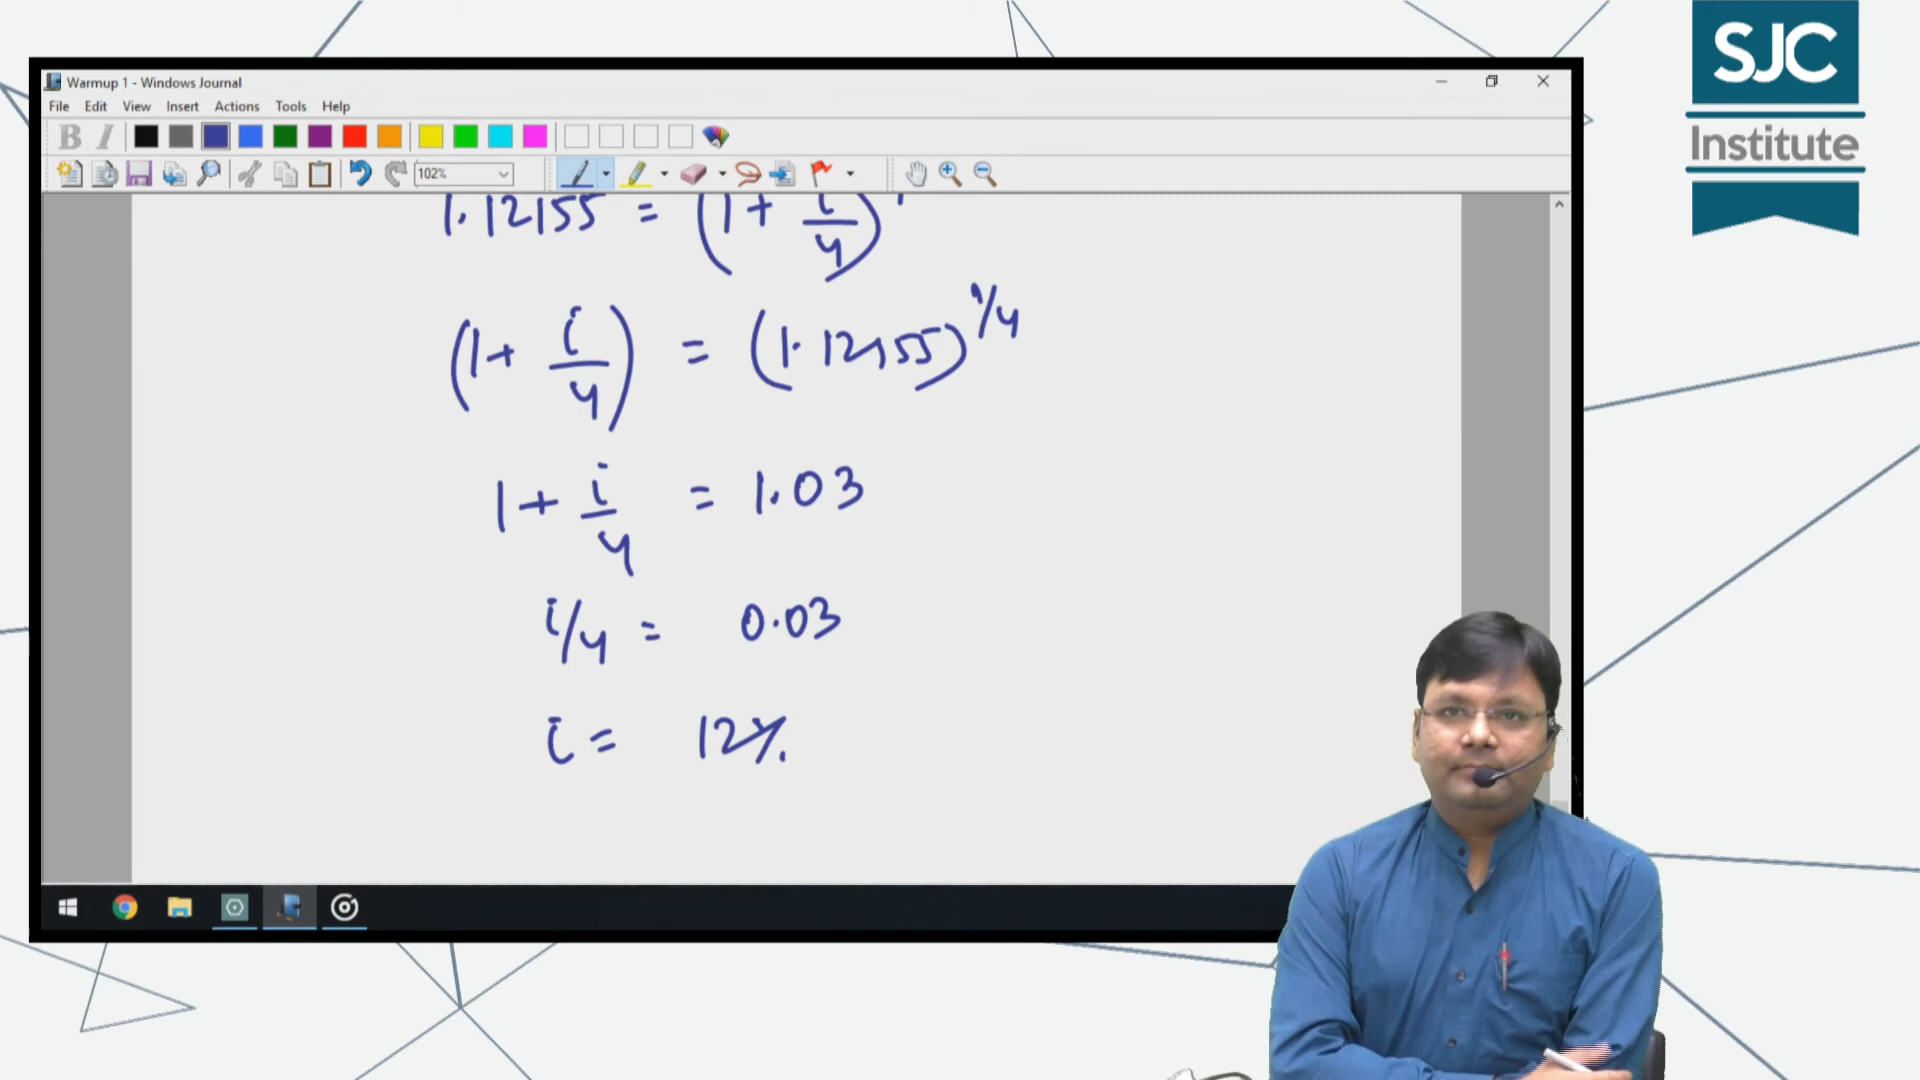 SJC
Institute
Warmup 1 - Windows Journal
File Edit View Insert Actions Tools Help
B I
102%
1.12155 = (1 + i/4)
(1 + i/4) = (1.12155)^1/4
1 + i/4 = 1.03
i/4 = 0.03
i = 12%